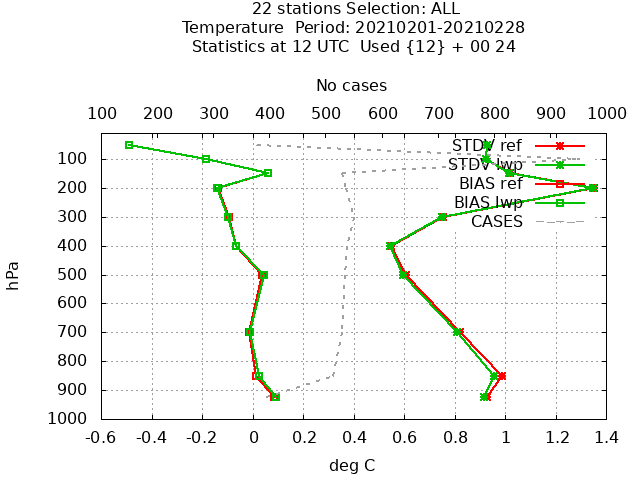 22 stations Selection: ALL
Temperature  Period: 20210201-20210228
Statistics at 12 UTC  Used {12} + 00 24
No cases
100 200 300 400 500 600 700 800 900 1000
STDV ref
STDV lwp
BIAS ref
BIAS lwp
CASES
hPa
100
200
300
400
500
600
700
800
900
1000
-0.6 -0.4 -0.2 0 0.2 0.4 0.6 0.8 1 1.2 1.4
deg C